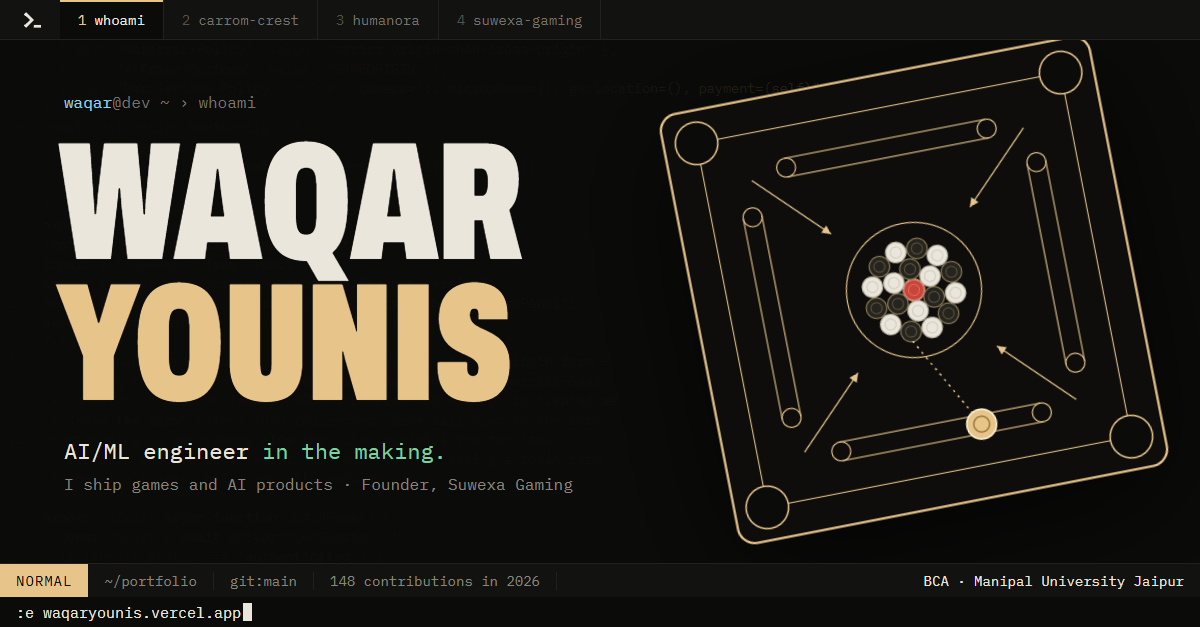 1 whoami 2 carrom-crest 3 humanora 4 suwexa-gaming
waqar@dev ~ › whoami
WAQAR
YOUNIS
AI/ML engineer in the making.
I ship games and AI products · Founder, Suwexa Gaming
NORMAL ~/portfolio git:main 148 contributions in 2026 BCA · Manipal University Jaipur
:e waqaryounis.vercel.app